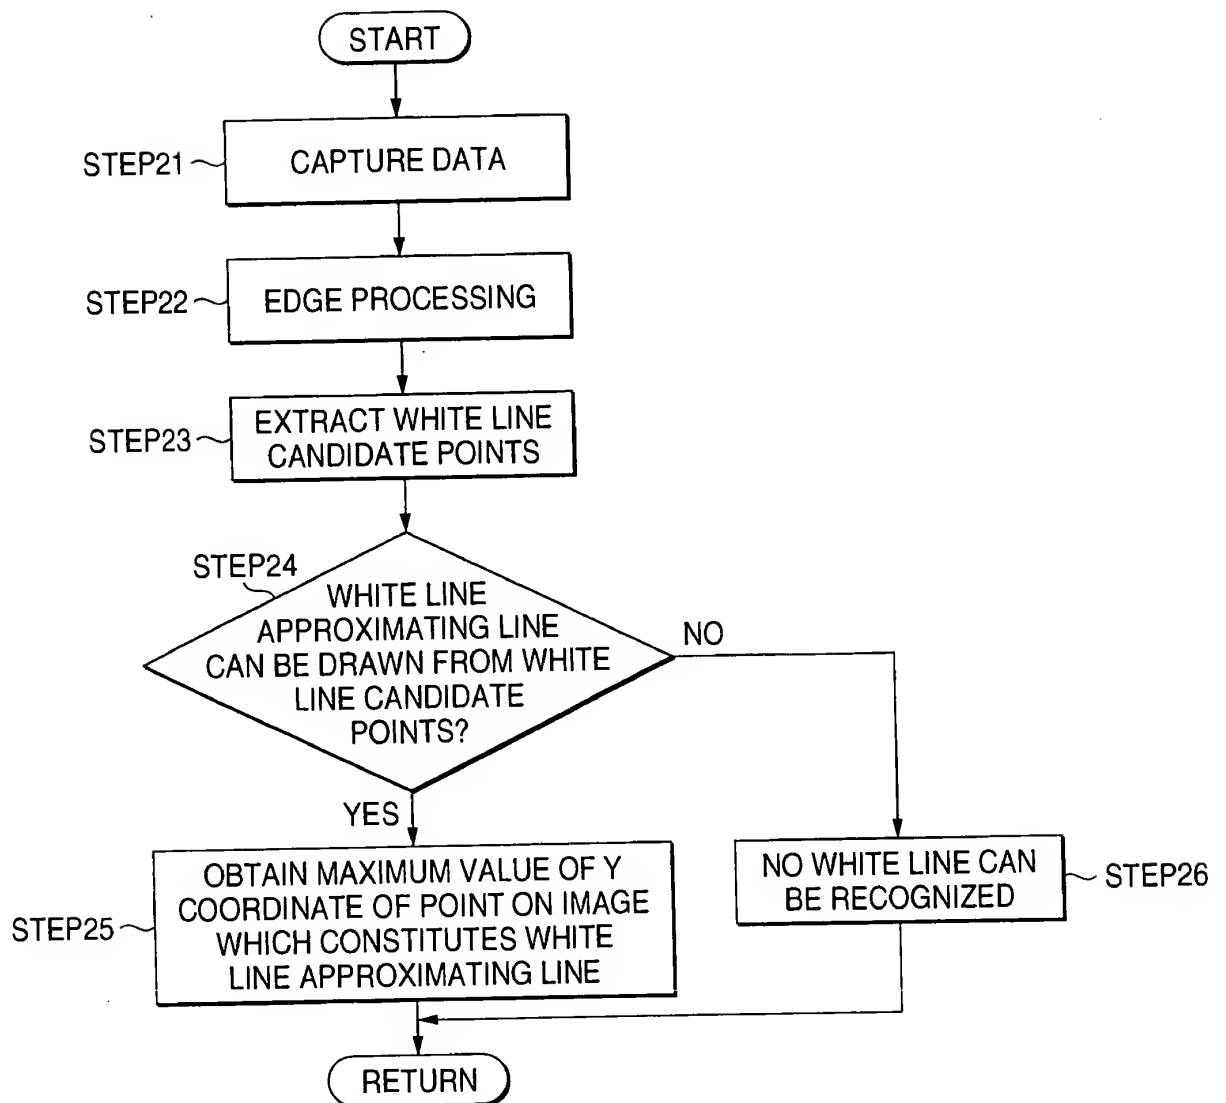 START
STEP21
CAPTURE DATA
STEP22
EDGE PROCESSING
STEP23
EXTRACT WHITE LINE
CANDIDATE POINTS
STEP24
WHITE LINE
APPROXIMATING LINE
CAN BE DRAWN FROM WHITE
LINE CANDIDATE
POINTS?
NO
YES
STEP25
OBTAIN MAXIMUM VALUE OF Y
COORDINATE OF POINT ON IMAGE
WHICH CONSTITUTES WHITE
LINE APPROXIMATING LINE
NO WHITE LINE CAN
BE RECOGNIZED
STEP26
RETURN